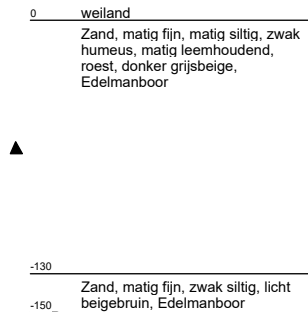 0 weiland
Zand, matig fijn, matig siltig, zwak
humeus, matig leemhoudend,
roest, donker grijsbeige,
Edelmanboor
-130
Zand, matig fijn, zwak siltig, licht
-150 beigebruin, Edelmanboor